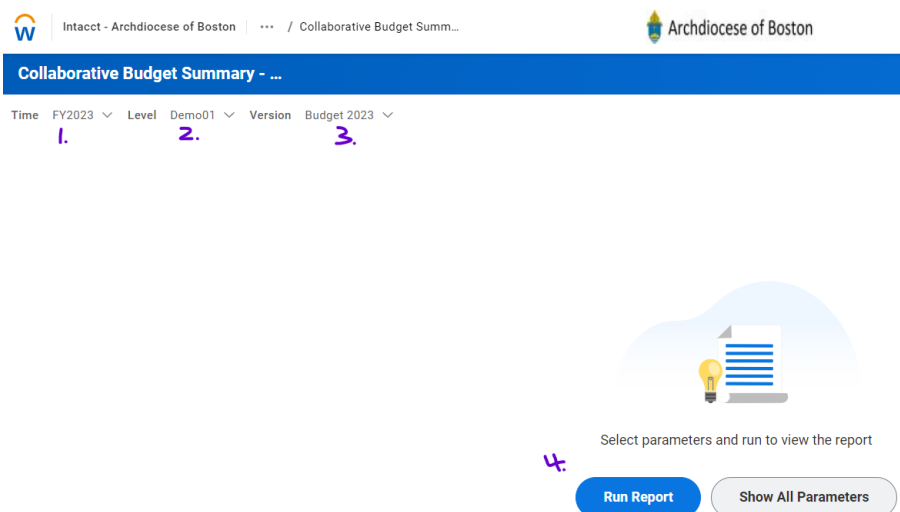 W Intacct - Archdiocese of Boston ··· / Collaborative Budget Summ... Archdiocese of Boston
Collaborative Budget Summary - ...
Time FY2023 Level Demo01 Version Budget 2023
1. 2. 3.
Select parameters and run to view the report
4.
Run Report Show All Parameters